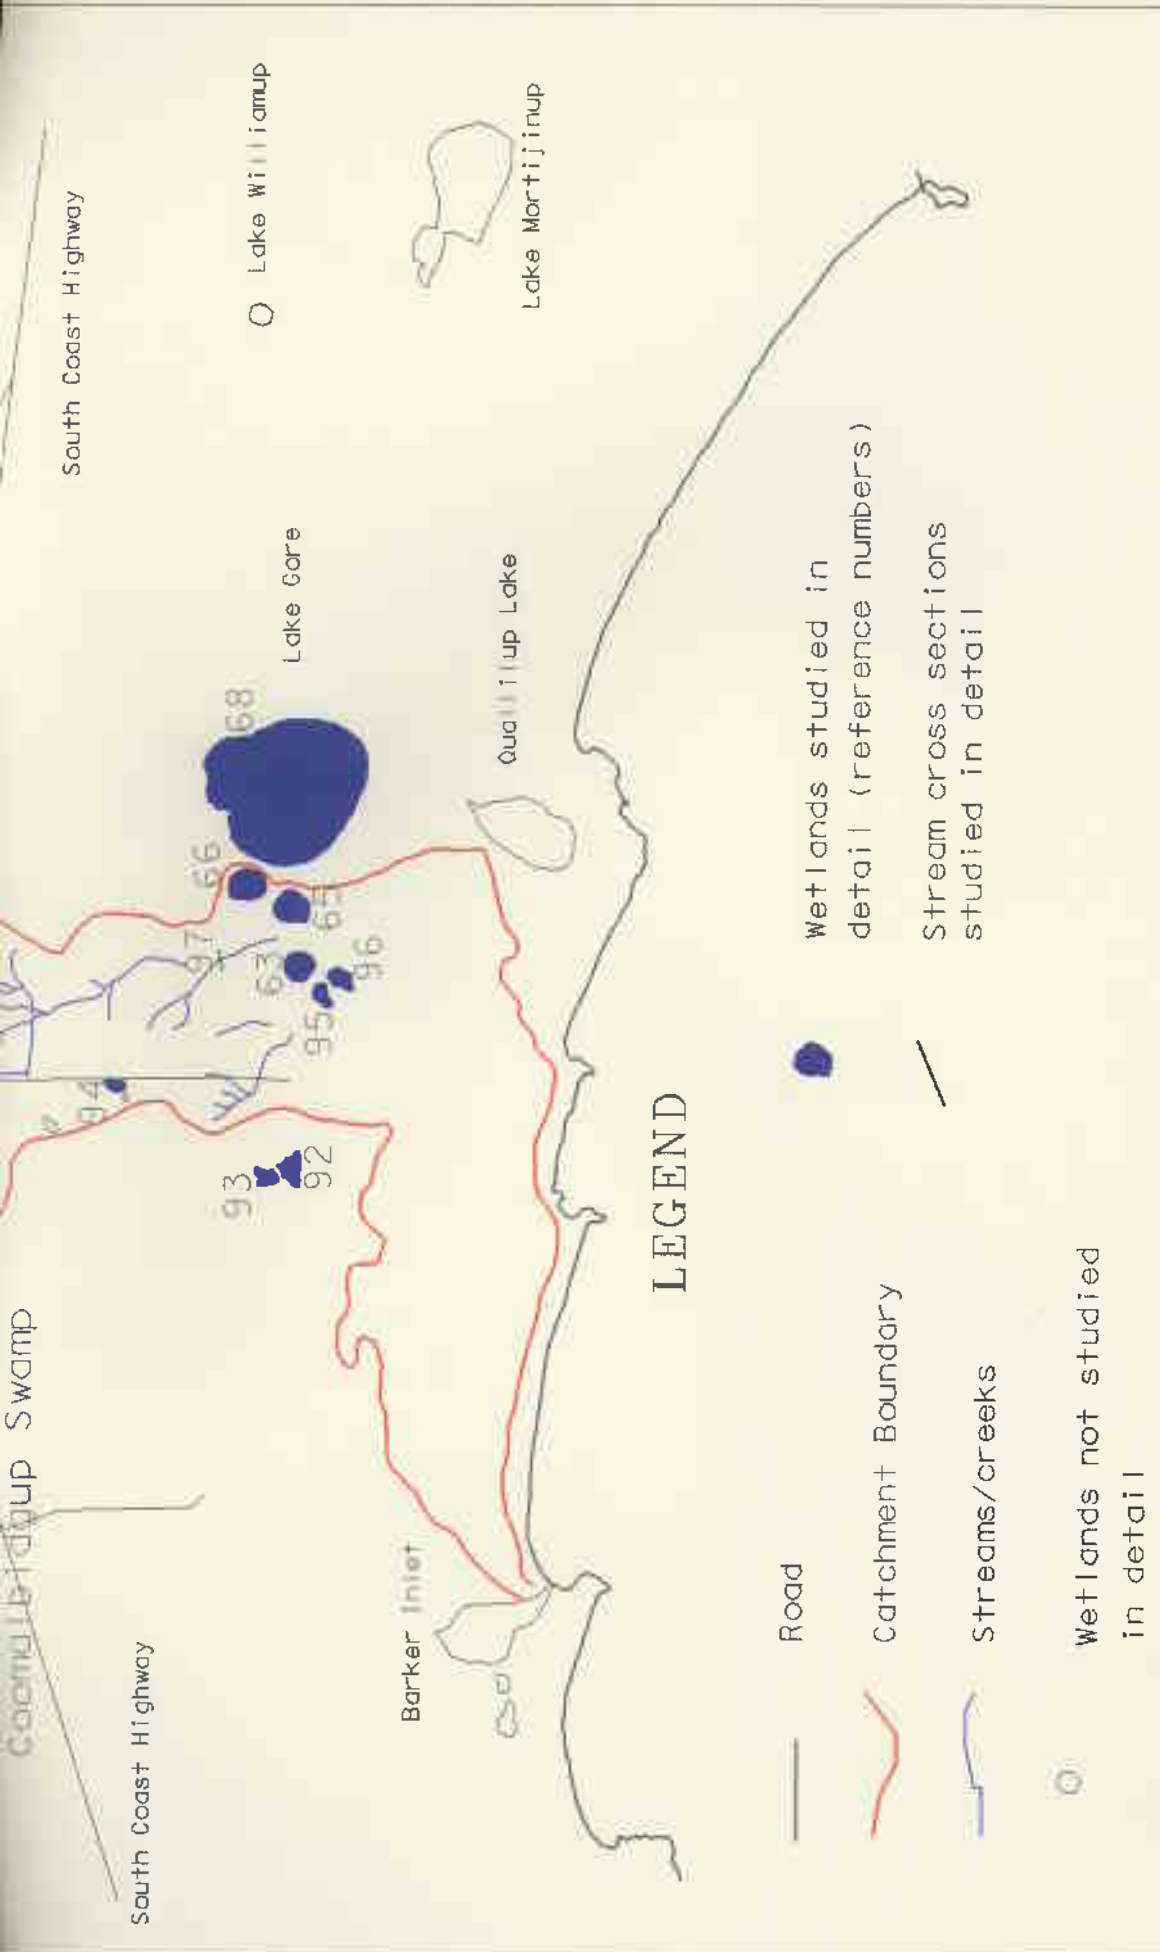 Coomalbidgup Swamp
South Coast Highway
South Coast Highway
Lake Williamup
Lake Mortijinup
Lake Gore
Quallilup Lake
Barker Inlet
68
66
65
97
63
96
95
94
93
92
LEGEND
Road
Catchment Boundary
Streams/creeks
Wetlands not studied
in detail
Wetlands studied in
detail (reference numbers)
Stream cross sections
studied in detail